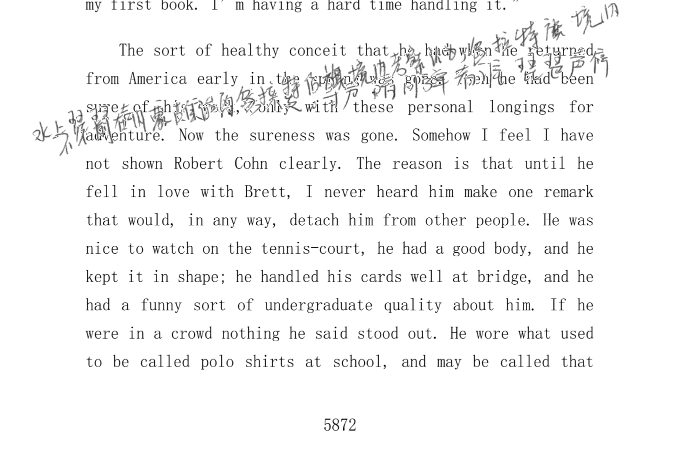 my first book. I'm having a hard time handling it."
The sort of healthy conceit that he had when he returned
from America early in the spring was gone. Then he had been
sure of his work, only with these personal longings for
adventure. Now the sureness was gone. Somehow I feel I have
not shown Robert Cohn clearly. The reason is that until he
fell in love with Brett, I never heard him make one remark
that would, in any way, detach him from other people. He was
nice to watch on the tennis-court, he had a good body, and he
kept it in shape; he handled his cards well at bridge, and he
had a funny sort of undergraduate quality about him. If he
were in a crowd nothing he said stood out. He wore what used
to be called polo shirts at school, and may be called that
5872